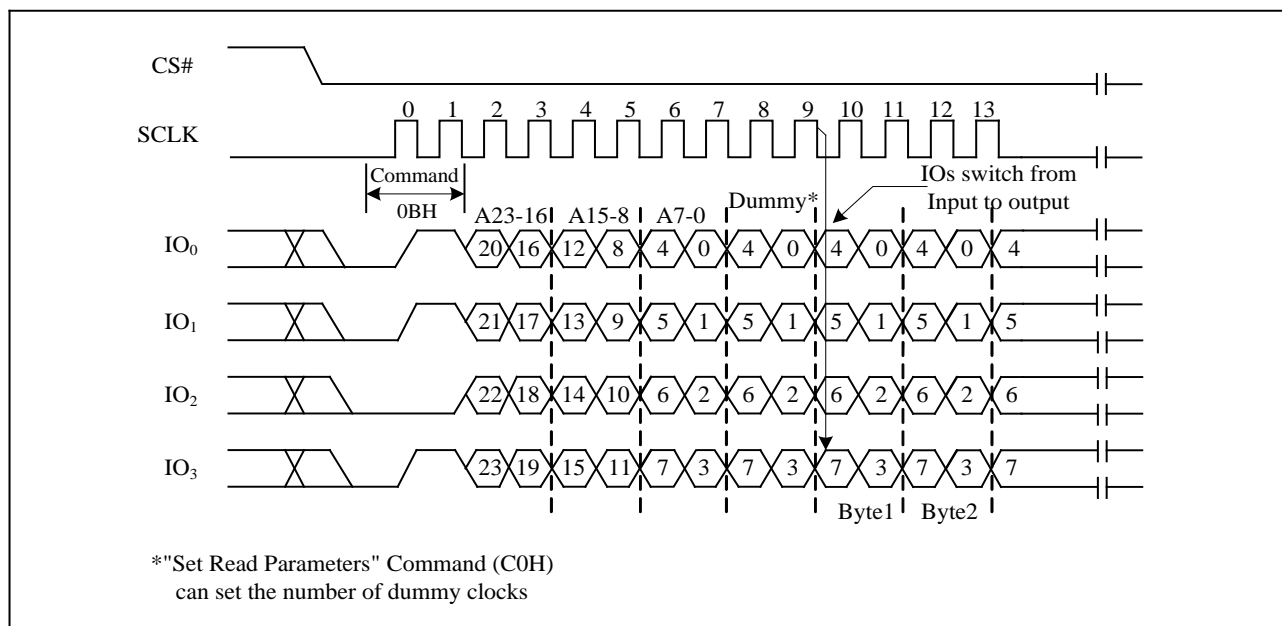 CS#
0 1 2 3 4 5 6 7 8 9 10 11 12 13
SCLK
Command
IOs switch from
Input to output
0BH
Dummy*
A23-16 A15-8 A7-0
IO0 20 16 12 8 4 0 4 0 4 0 4 0 4
IO1 21 17 13 9 5 1 5 1 5 1 5 1 5
IO2 22 18 14 10 6 2 6 2 6 2 6 2 6
IO3 23 19 15 11 7 3 7 3 7 3 7 3 7
Byte1 Byte2
*"Set Read Parameters" Command (C0H)
can set the number of dummy clocks